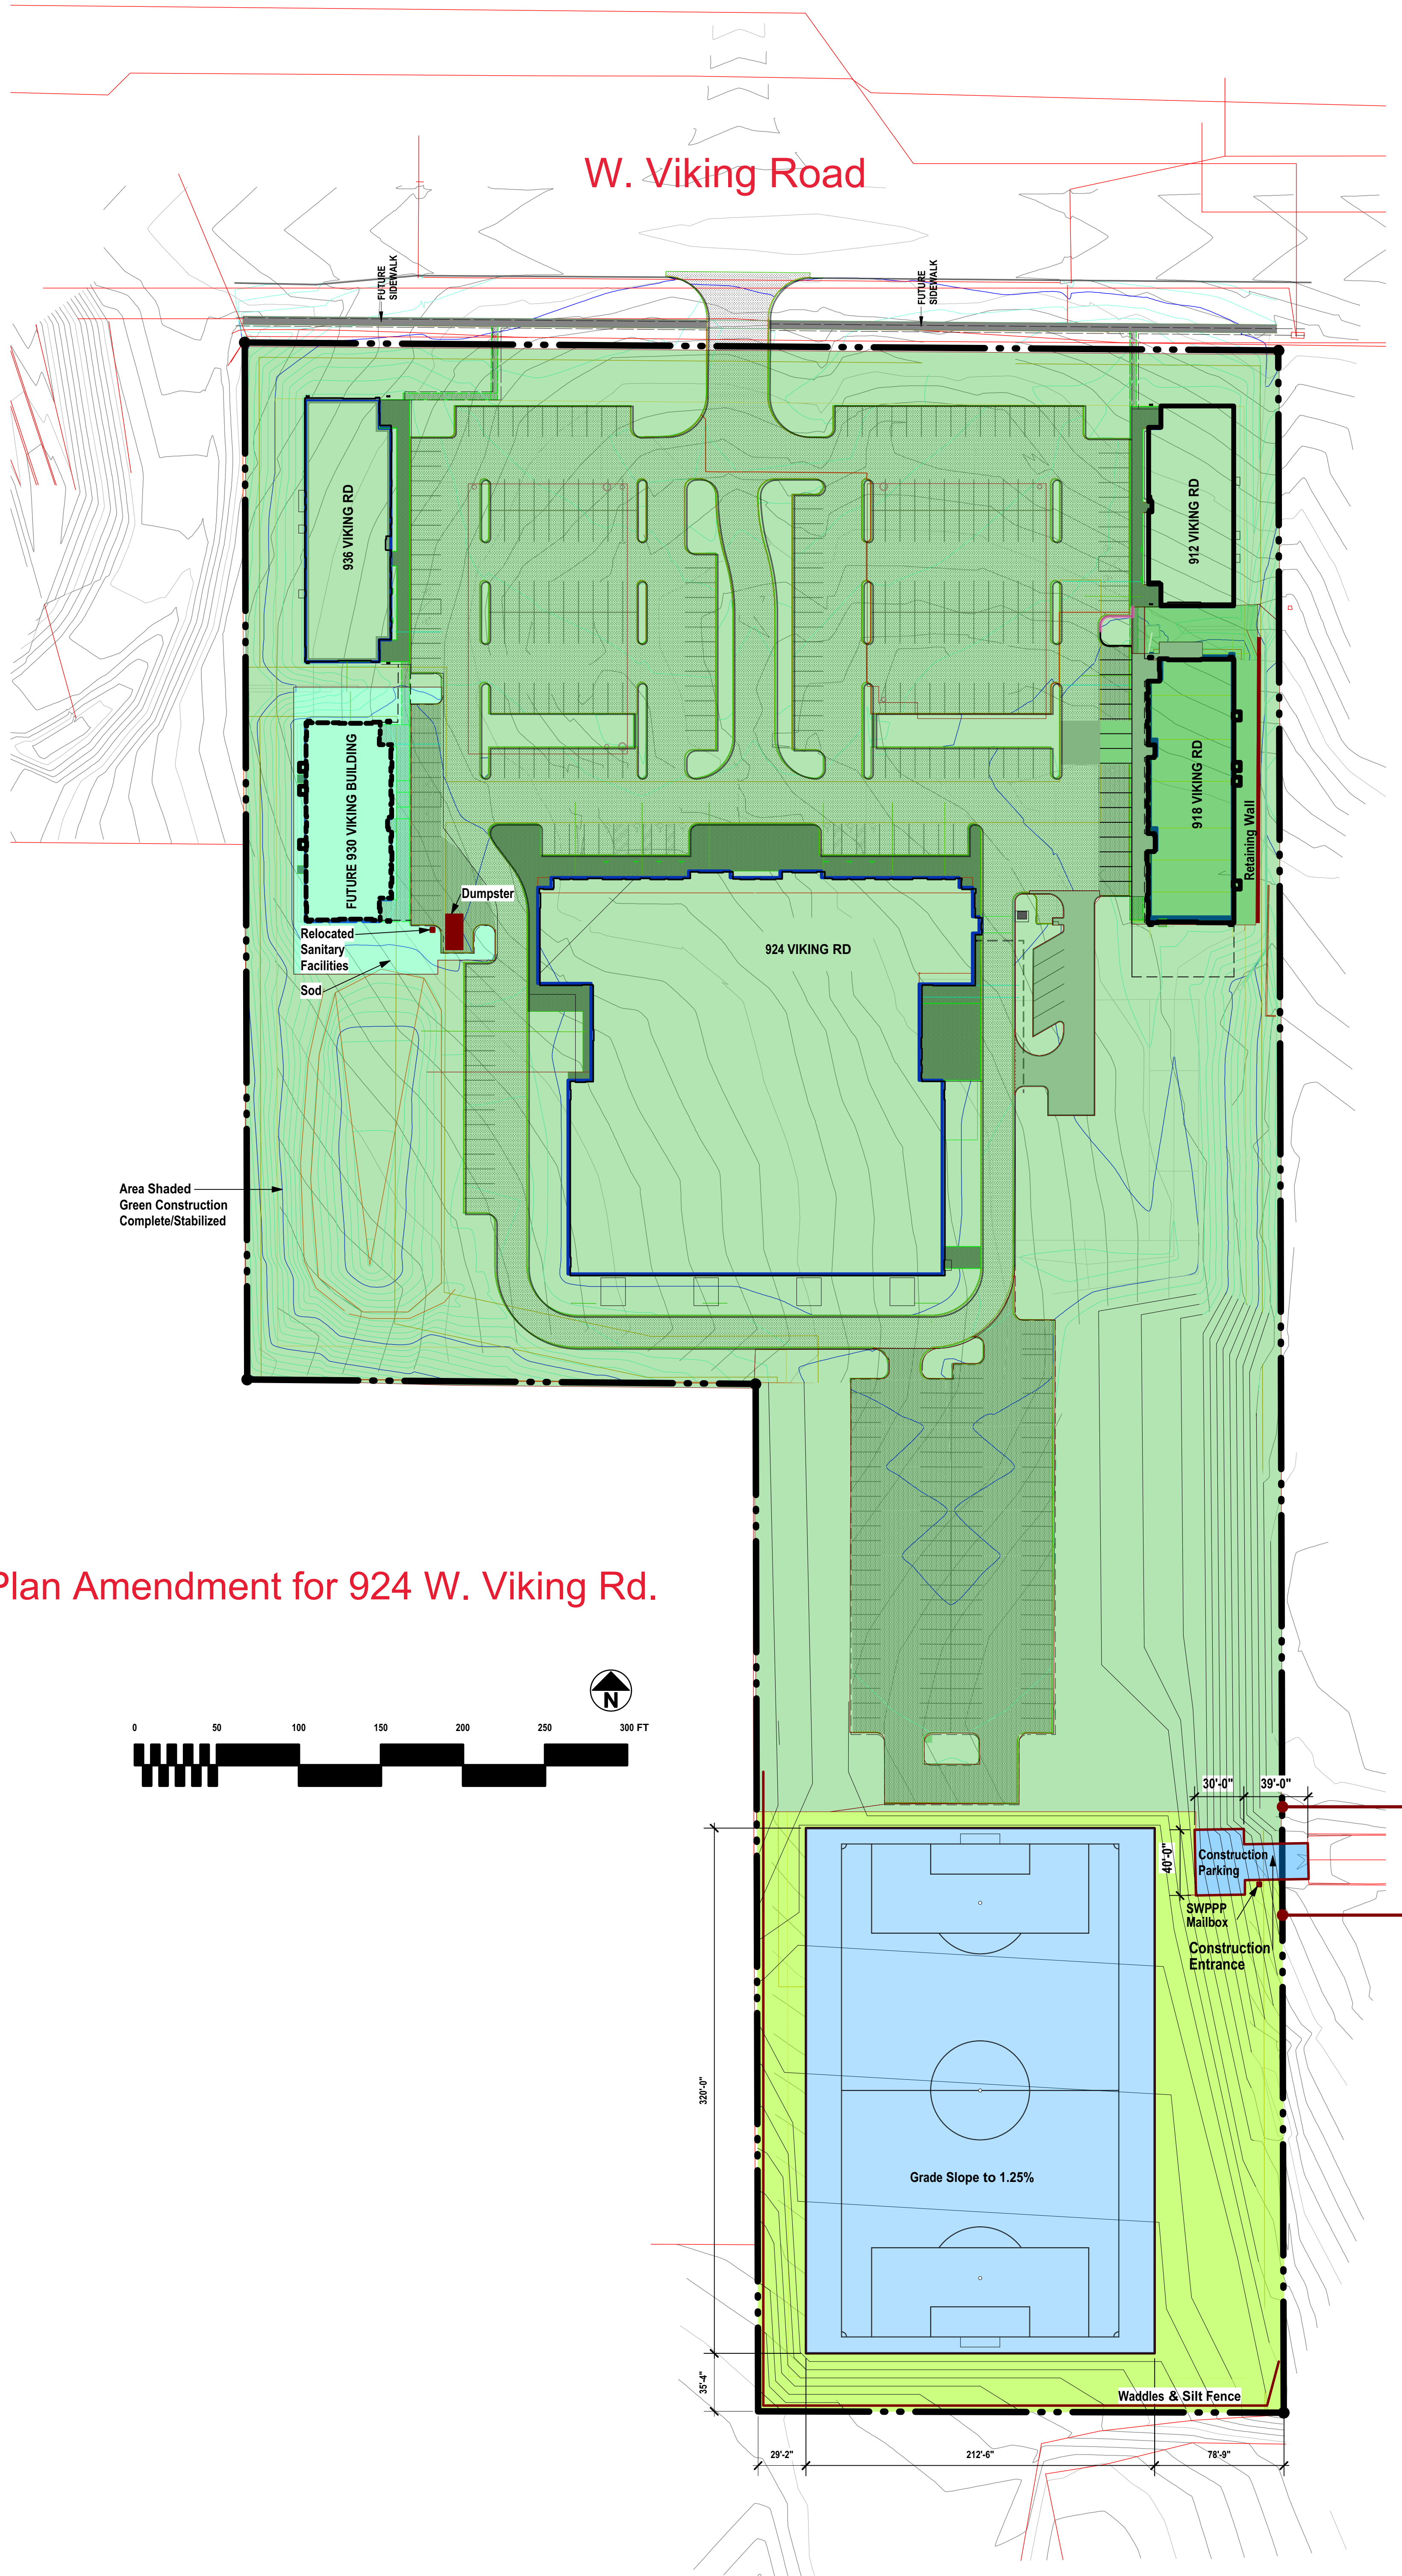 W. Viking Road
FUTURE
SIDEWALK
FUTURE
SIDEWALK
936 VIKING RD
912 VIKING RD
FUTURE 930 VIKING BUILDING
918 VIKING RD
Retaining Wall
Dumpster
Relocated
Sanitary
Facilities
Sod
924 VIKING RD
Area Shaded
Green Construction
Complete/Stabilized
Plan Amendment for 924 W. Viking Rd.
N
0 50 100 150 200 250 300 FT
30'-0" 39'-0"
40'-0"
Construction
Parking
SWPPP
Mailbox
Construction
Entrance
320'-0"
Grade Slope to 1.25%
35'-4"
Waddles & Silt Fence
29'-2" 212'-6" 78'-9"